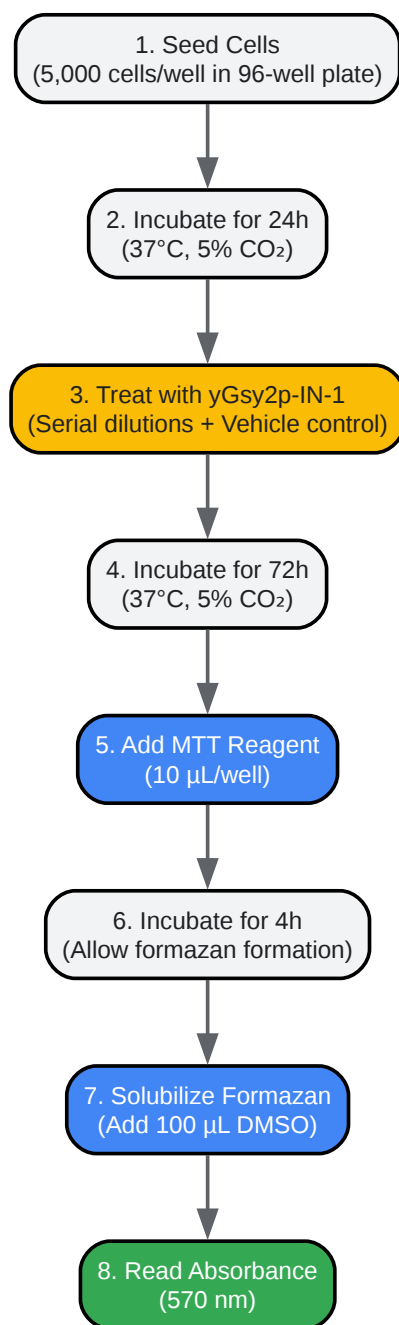 1. Seed Cells
(5,000 cells/well in 96-well plate)
2. Incubate for 24h
(37°C, 5% CO₂)
3. Treat with yGsy2p-IN-1
(Serial dilutions + Vehicle control)
4. Incubate for 72h
(37°C, 5% CO₂)
5. Add MTT Reagent
(10 µL/well)
6. Incubate for 4h
(Allow formazan formation)
7. Solubilize Formazan
(Add 100 µL DMSO)
8. Read Absorbance
(570 nm)